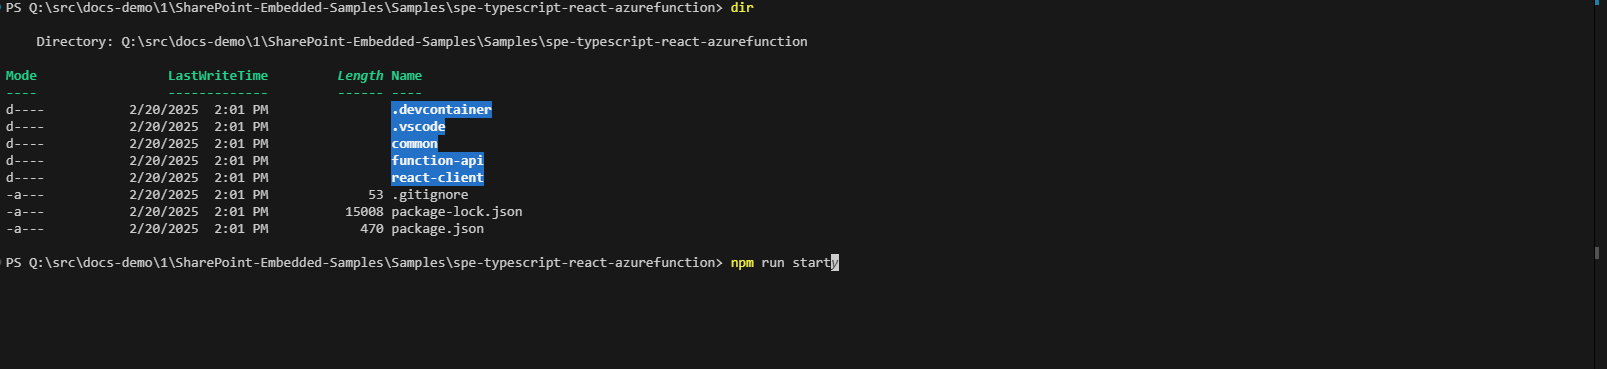 PS Q:\src\docs-demo\1\SharePoint-Embedded-Samples\Samples\spe-typescript-react-azurefunction> dir
Directory: Q:\src\docs-demo\1\SharePoint-Embedded-Samples\Samples\spe-typescript-react-azurefunction
Mode                 LastWriteTime         Length Name
----                 -------------         ------ ----
d----           2/20/2025  2:01 PM                .devcontainer
d----           2/20/2025  2:01 PM                .vscode
d----           2/20/2025  2:01 PM                common
d----           2/20/2025  2:01 PM                function-api
d----           2/20/2025  2:01 PM                react-client
-a---           2/20/2025  2:01 PM             53 .gitignore
-a---           2/20/2025  2:01 PM          15008 package-lock.json
-a---           2/20/2025  2:01 PM            470 package.json
PS Q:\src\docs-demo\1\SharePoint-Embedded-Samples\Samples\spe-typescript-react-azurefunction> npm run starty